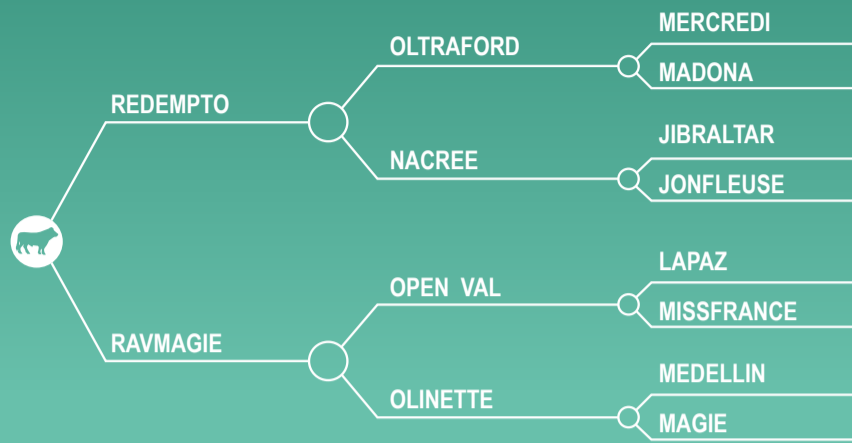 MERCREDI
OLTRAFORD
MADONA
REDEMPTO
JIBRALTAR
NACREE
JONFLEUSE
LAPAZ
OPEN VAL
MISSFRANCE
RAVMAGIE
MEDELLIN
OLINETTE
MAGIE